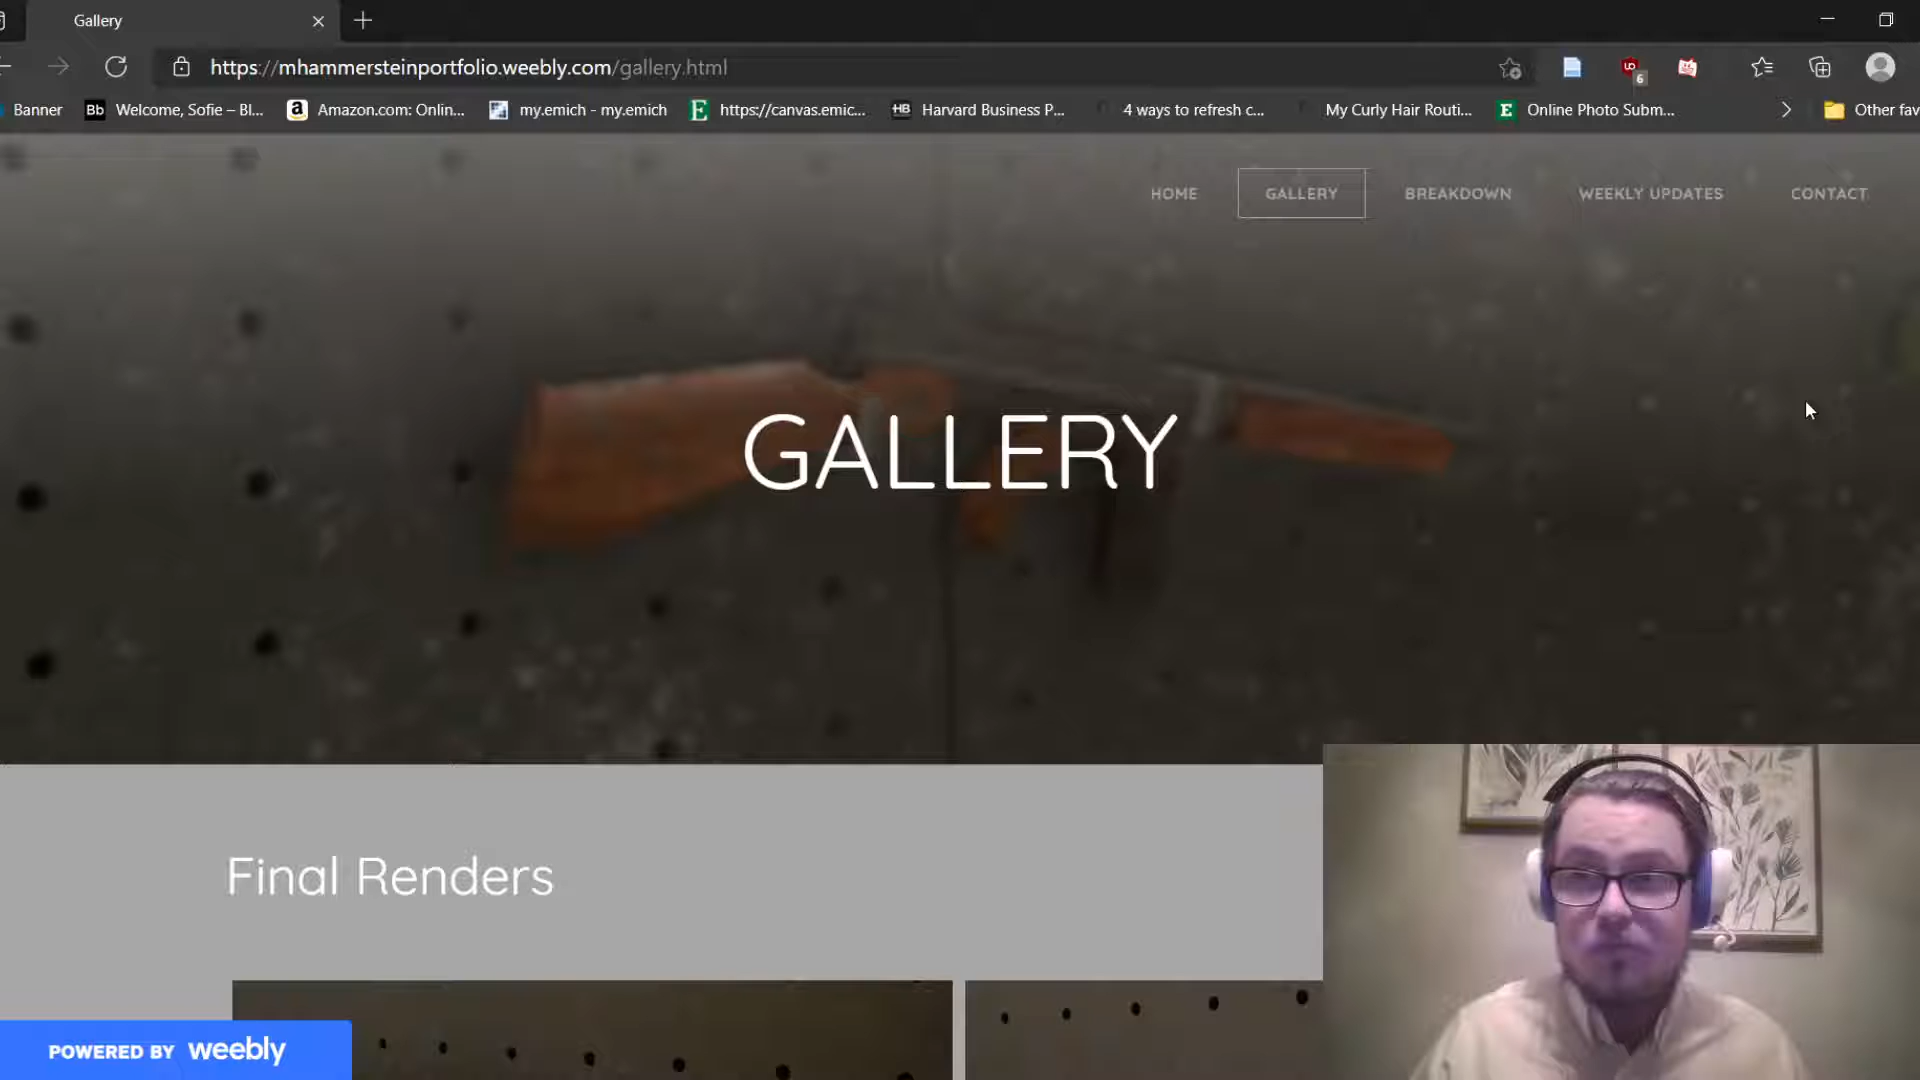 Gallery
https://mhammersteinportfolio.weebly.com/gallery.html
6
Banner
Bb Welcome, Sofie – Bl...
a Amazon.com: Onlin...
my.emich - my.emich
E https://canvas.emic...
HB Harvard Business P...
4 ways to refresh c...
My Curly Hair Routi...
E Online Photo Subm...
Other fav
HOME
GALLERY
BREAKDOWN
WEEKLY UPDATES
CONTACT
GALLERY
Final Renders
POWERED BY weebly